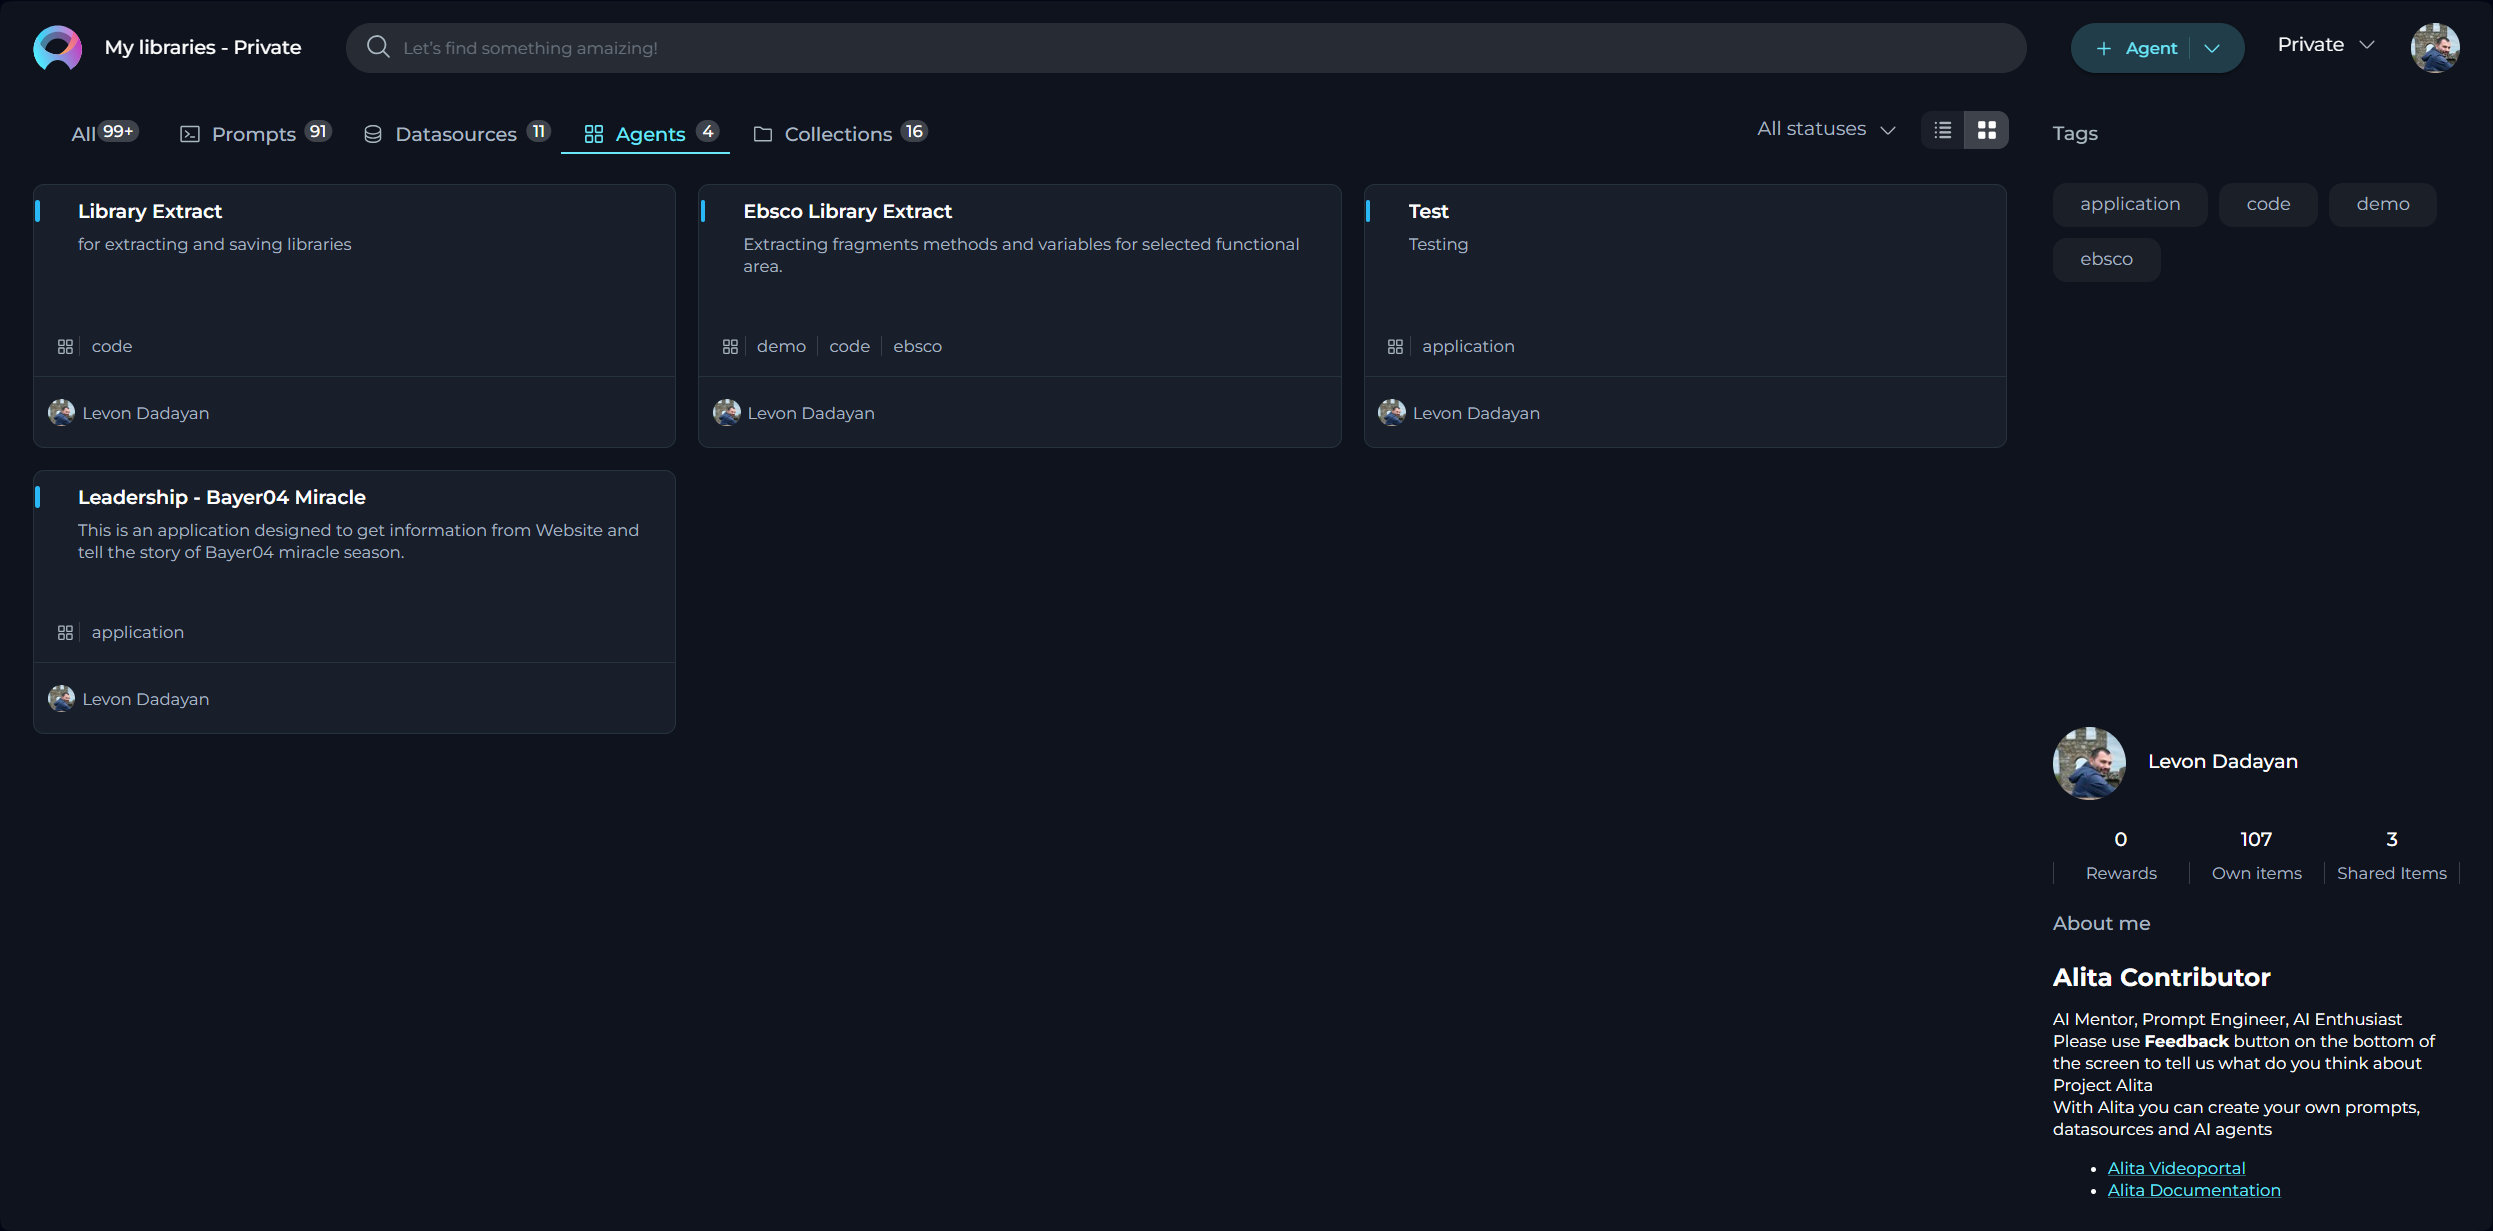 My libraries - Private
Let's find something amaizing!
Agent
Private
All 99+
Prompts 91
Datasources 11
Agents 4
Collections 16
All statuses
Tags
application
code
demo
ebsco
Library Extract
for extracting and saving libraries
code
Levon Dadayan
Ebsco Library Extract
Extracting fragments methods and variables for selected functional
area.
demo
code
ebsco
Levon Dadayan
Test
Testing
application
Levon Dadayan
Leadership - Bayer04 Miracle
This is an application designed to get information from Website and
tell the story of Bayer04 miracle season.
application
Levon Dadayan
Levon Dadayan
0
Rewards
107
Own items
3
Shared Items
About me
Alita Contributor
AI Mentor, Prompt Engineer, AI Enthusiast
Please use Feedback button on the bottom of
the screen to tell us what do you think about
Project Alita
With Alita you can create your own prompts,
datasources and AI agents
Alita Videoportal
Alita Documentation